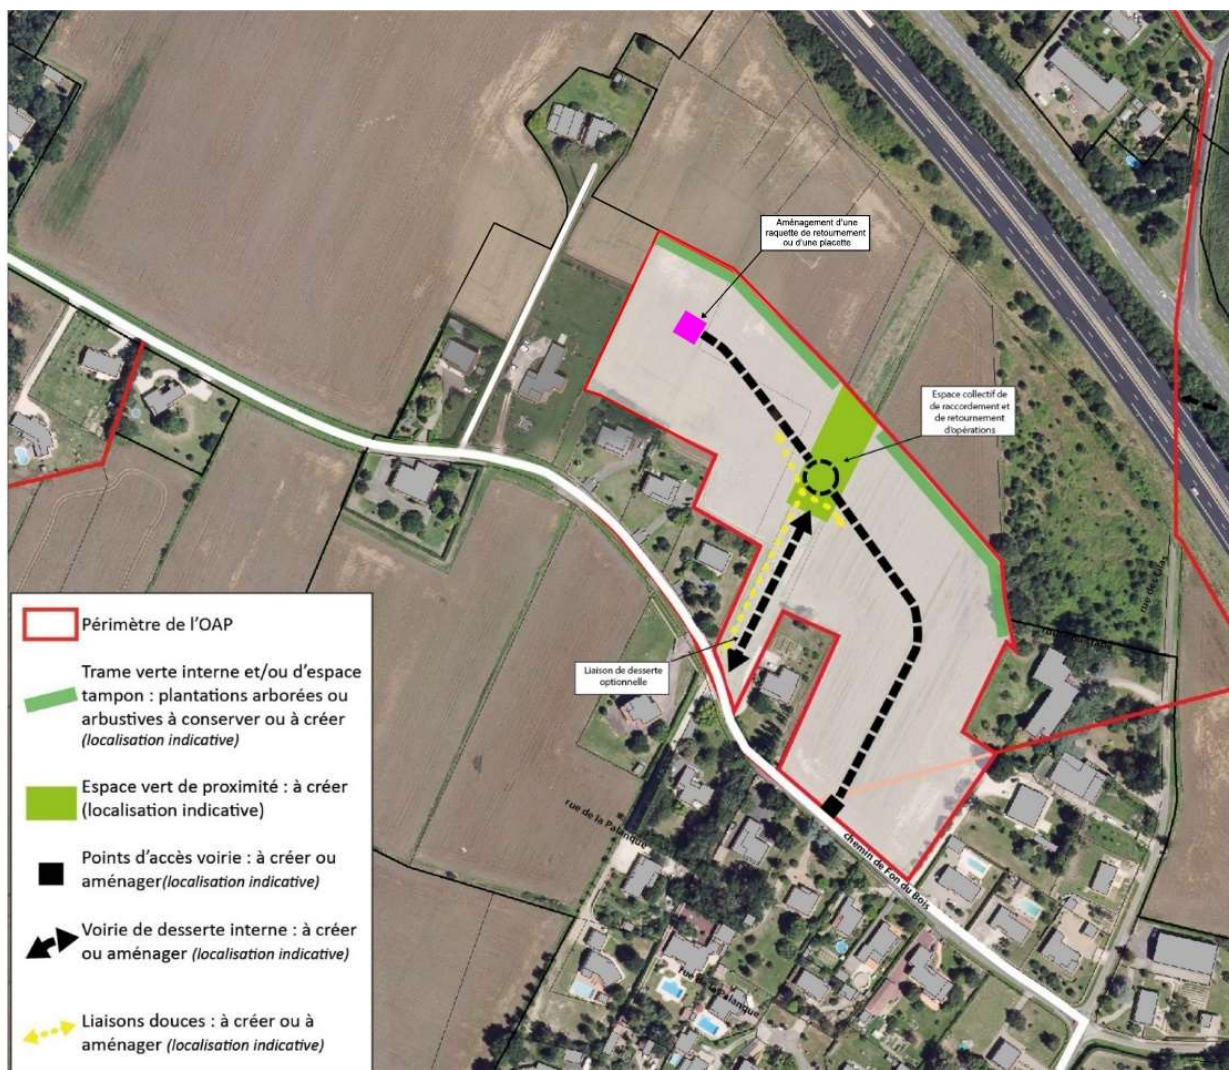 Aménagement d'une
raquette de retournement
ou d'une placette
Espace collectif de
de raccordement et
de retournement
d'opérations
Liaison de desserte
optionnelle
rue de la Palanque
rue de la Palanque
chemin de Fon du Bois
Périmètre de l'OAP
Trame verte interne et/ou d'espace
tampon : plantations arborées ou
arbustives à conserver ou à créer
(localisation indicative)
Espace vert de proximité : à créer
(localisation indicative)
Points d'accès voirie : à créer ou
aménager(localisation indicative)
Voirie de desserte interne : à créer
ou aménager (localisation indicative)
Liaisons douces : à créer ou à
aménager (localisation indicative)